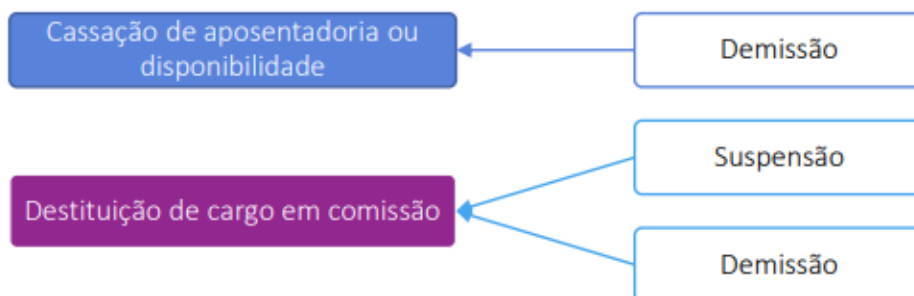 Cassação de aposentadoria ou
disponibilidade
Demissão
Suspensão
Destituição de cargo em comissão
Demissão